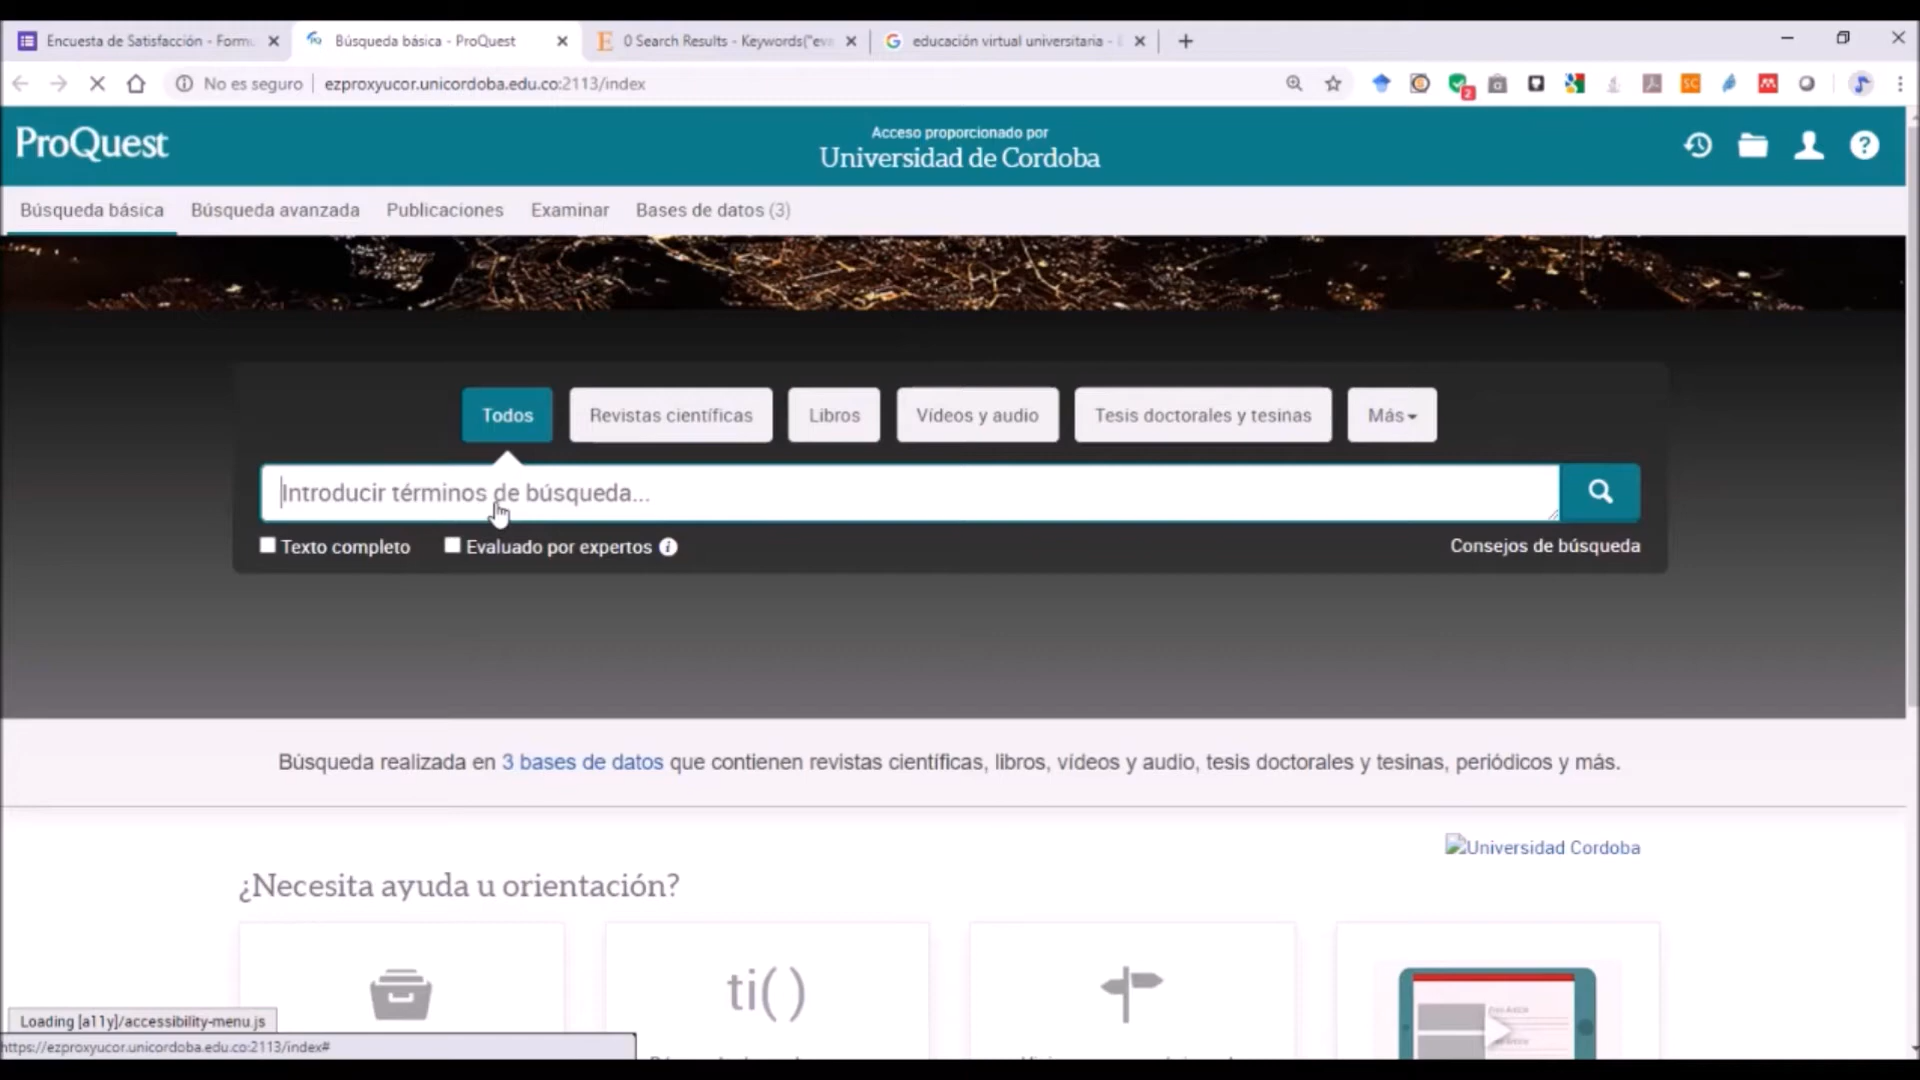 Encuesta de Satisfacción - Form
Búsqueda básica - ProQuest
0 Search Results - Keywords("eva
educación virtual universitaria -
No es seguro
ezproxyucor.unicordoba.edu.co:2113/index
2
SC
ProQuest
Acceso proporcionado por
Universidad de Cordoba
?
Búsqueda básica
Búsqueda avanzada
Publicaciones
Examinar
Bases de datos (3)
Todos
Revistas científicas
Libros
Vídeos y audio
Tesis doctorales y tesinas
Más
Introducir términos de búsqueda...
Texto completo
Evaluado por expertos
i
Consejos de búsqueda
Búsqueda realizada en 3 bases de datos que contienen revistas científicas, libros, vídeos y audio, tesis doctorales y tesinas, periódicos y más.
Universidad Cordoba
¿Necesita ayuda u orientación?
ti()
Loading [a11y]/accessibility-menu.js
https://ezproxyucor.unicordoba.edu.co:2113/index#